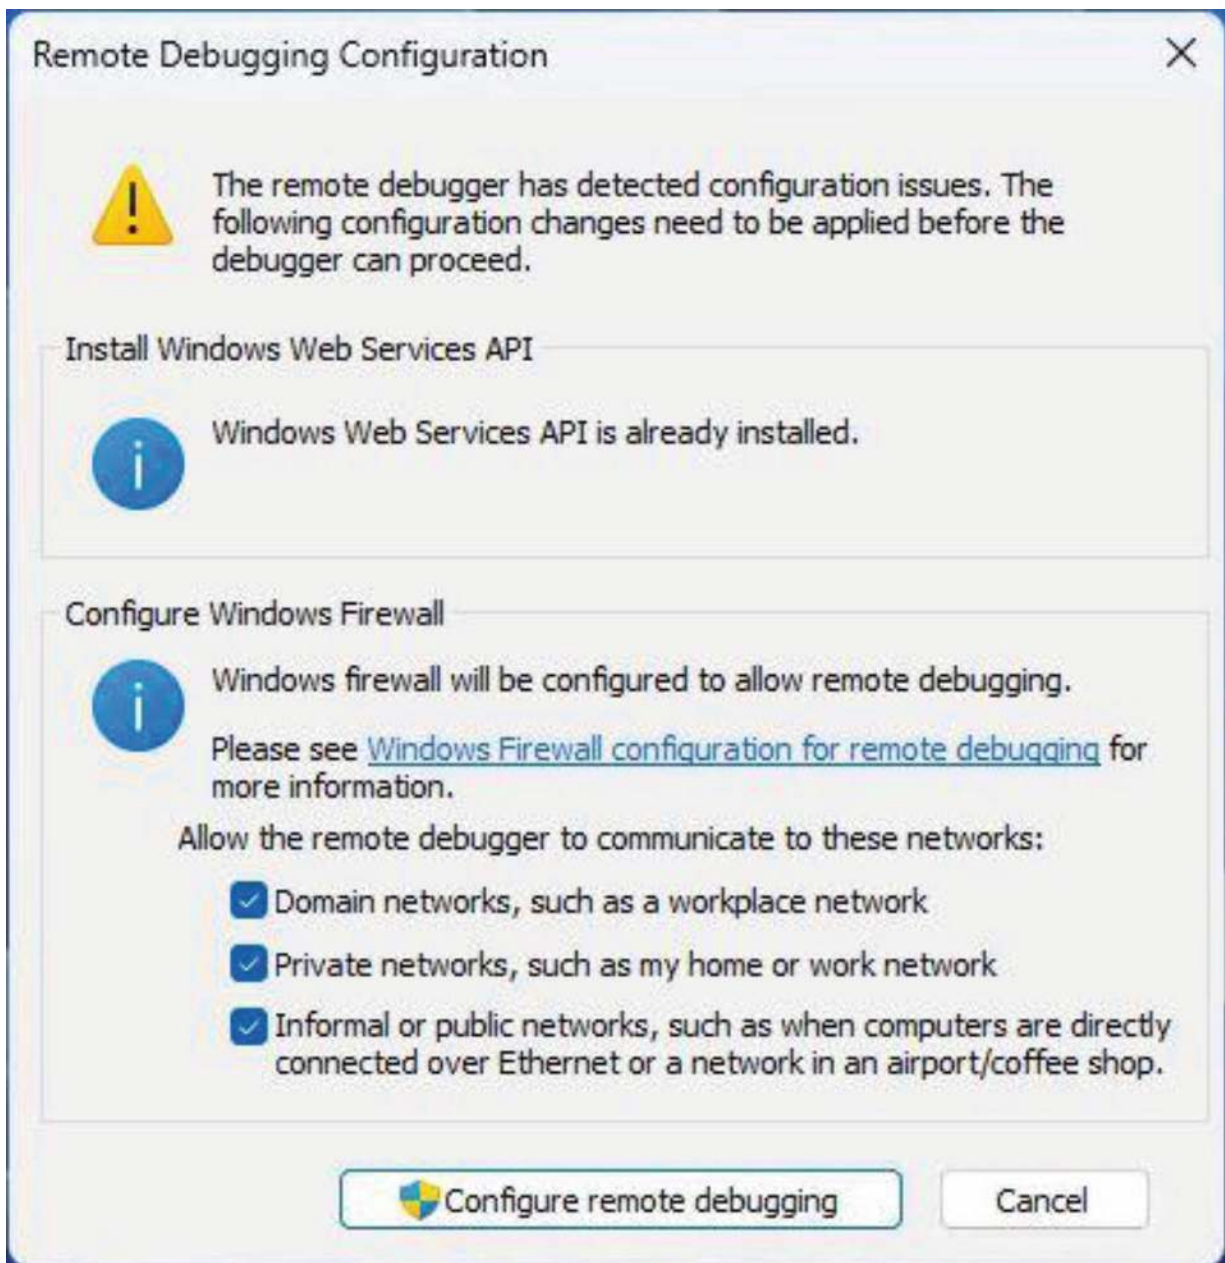 Remote Debugging Configuration
The remote debugger has detected configuration issues. The
following configuration changes need to be applied before the
debugger can proceed.
Install Windows Web Services API
Windows Web Services API is already installed.
Configure Windows Firewall
Windows firewall will be configured to allow remote debugging.
Please see Windows Firewall configuration for remote debugging for
more information.
Allow the remote debugger to communicate to these networks:
Domain networks, such as a workplace network
Private networks, such as my home or work network
Informal or public networks, such as when computers are directly
connected over Ethernet or a network in an airport/coffee shop.
Configure remote debugging
Cancel